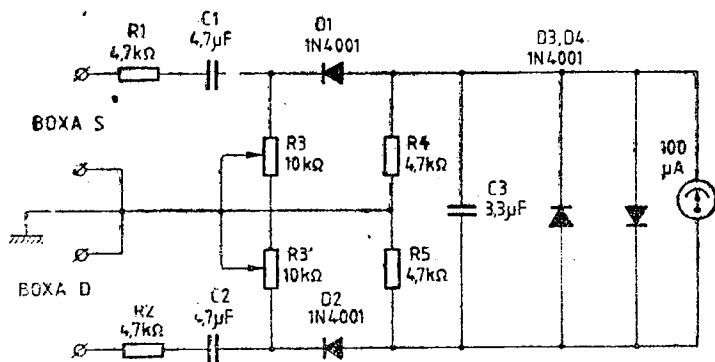 R1
4,7kΩ
C1
4,7µF
D1
1N4001
D3,D4
1N4001
BOXA S
R3
10kΩ
R4
4,7kΩ
100
µA
C3
3,3µF
R3'
10kΩ
R5
4,7kΩ
BOXA D
R2
4,7kΩ
C2
4,7µF
D2
1N4001